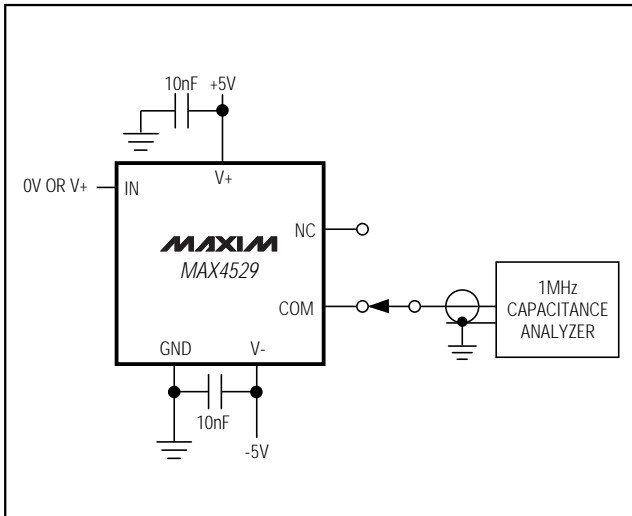 10nF +5V
V+
0V OR V+ IN
NC
MAXIM
MAX4529
COM
1MHz
CAPACITANCE
ANALYZER
GND V-
10nF
-5V